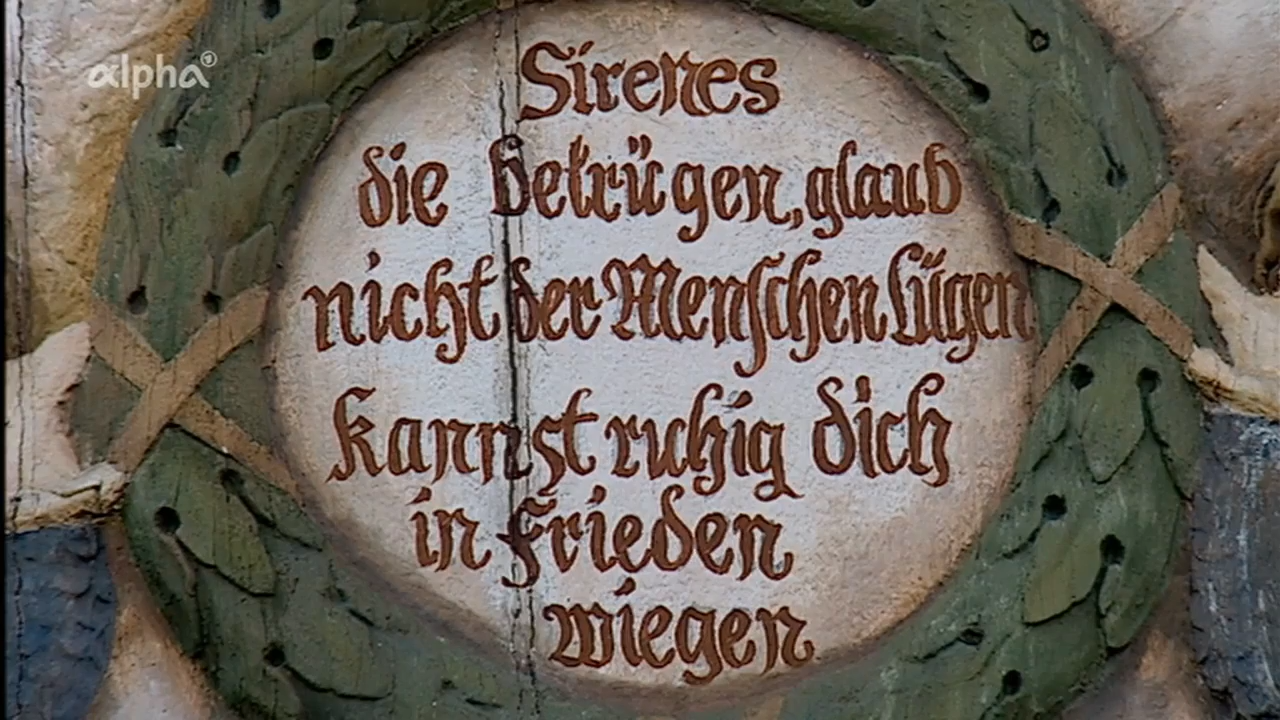 alpha
Sirenes
die betrügen, glaub
nicht der Menschen Lügen
kannst ruhig dich
in Frieden
wiegen